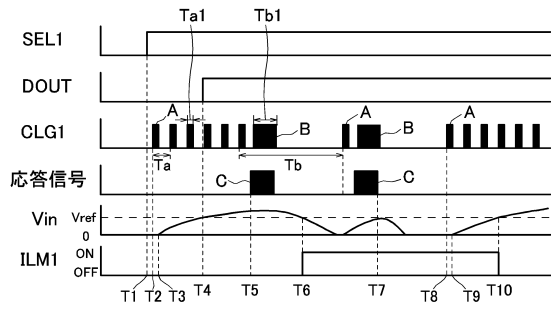 Ta1 Tb1
SEL1
DOUT
A A A
CLG1
B B
Ta Tb
応答信号
C C
Vin Vref
0
ILM1 ON
OFF
T1 T2 T3 T4 T5 T6 T7 T8 T9 T10